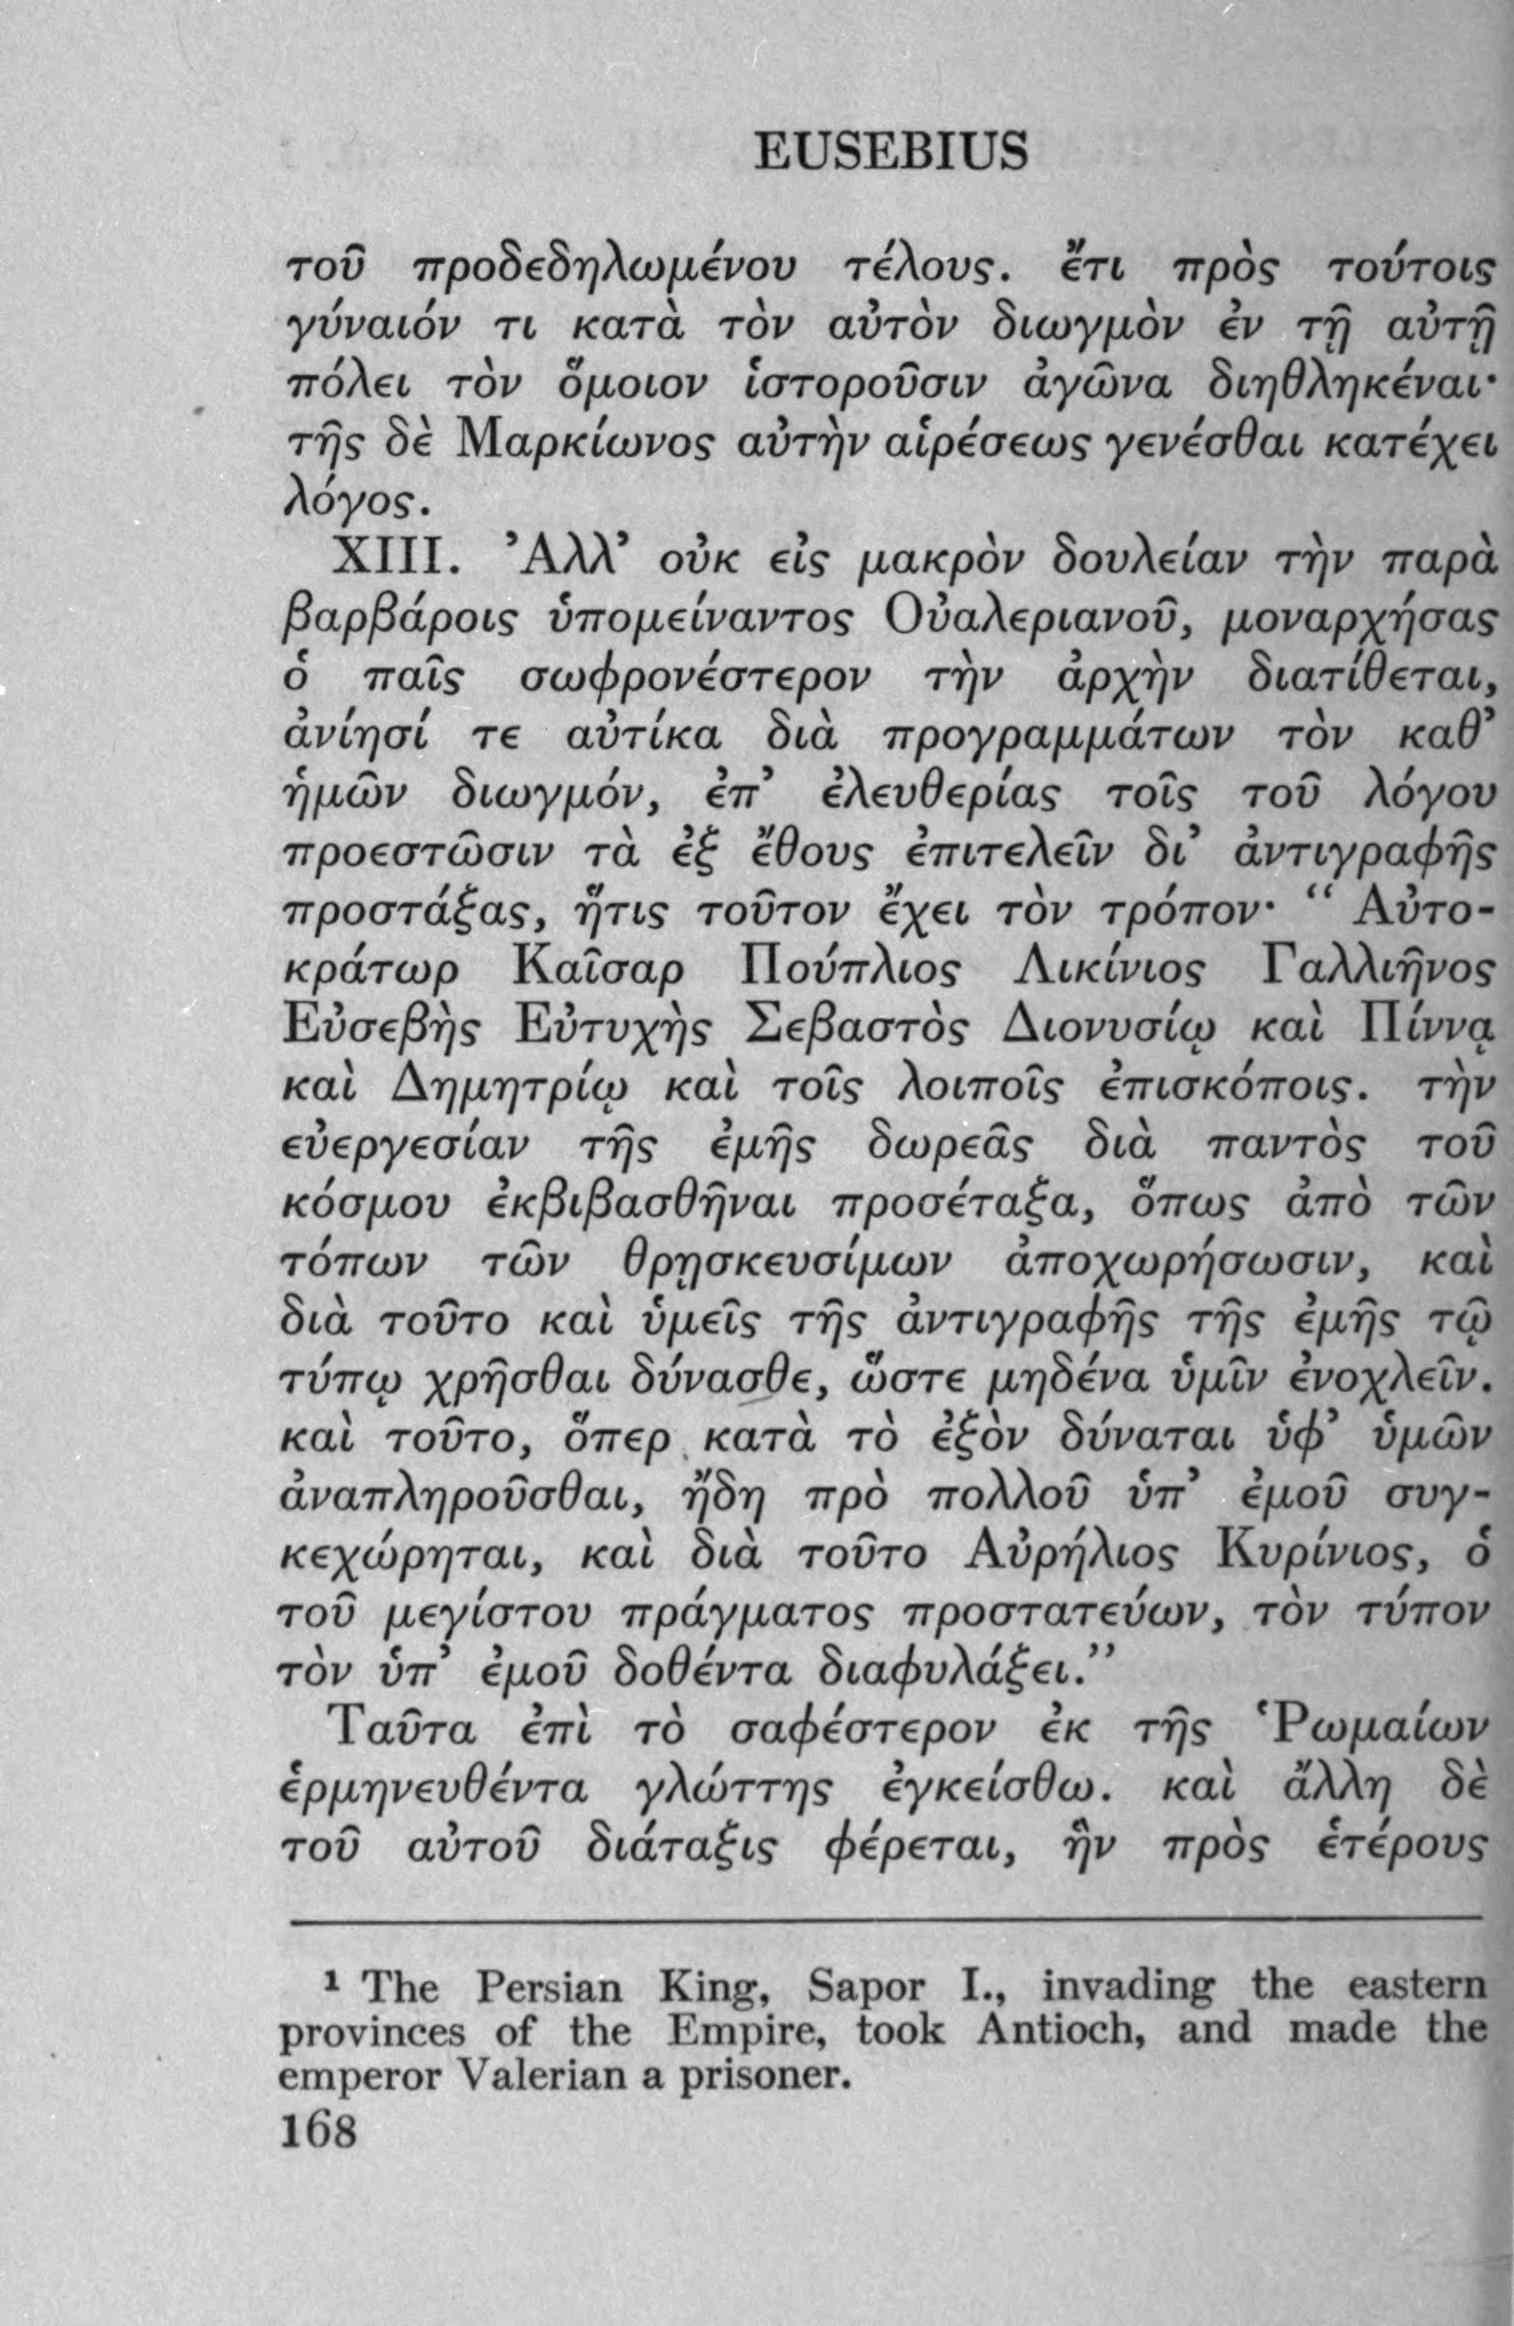 EUSEBIUS
τοῦ προδεδηλωμένου τέλους. ἔτι πρὸς τούτοις
γύναιόν τι κατὰ τὸν αὐτὸν διωγμὸν ἐν τῇ αὐτῇ
πόλει τὸν ὅμοιον ἱστοροῦσιν ἀγῶνα διηθληκέναι·
τῆς δὲ Μαρκίωνος αὐτὴν αἱρέσεως γενέσθαι κατέχει
λόγος.
XIII. Ἀλλ’ οὐκ εἰς μακρὸν δουλείαν τὴν παρὰ
βαρβάροις ὑπομείναντος Οὐαλεριανοῦ, μοναρχήσας
ὁ παῖς σωφρονέστερον τὴν ἀρχὴν διατίθεται,
ἀνίησί τε αὐτίκα διὰ προγραμμάτων τὸν καθ’
ἡμῶν διωγμόν, ἐπ’ ἐλευθερίας τοῖς τοῦ λόγου
προεστῶσιν τὰ ἐξ ἔθους ἐπιτελεῖν δι’ ἀντιγραφῆς
προστάξας, ἥτις τοῦτον ἔχει τὸν τρόπον· “ Αὐτο-
κράτωρ Καῖσαρ Πούπλιος Λικίνιος Γαλλιῆνος
Εὐσεβὴς Εὐτυχὴς Σεβαστὸς Διονυσίῳ καὶ Πίννᾳ
καὶ Δημητρίῳ καὶ τοῖς λοιποῖς ἐπισκόποις. τὴν
εὐεργεσίαν τῆς ἐμῆς δωρεᾶς διὰ παντὸς τοῦ
κόσμου ἐκβιβασθῆναι προσέταξα, ὅπως ἀπὸ τῶν
τόπων τῶν θρῃσκευσίμων ἀποχωρήσωσιν, καὶ
διὰ τοῦτο καὶ ὑμεῖς τῆς ἀντιγραφῆς τῆς ἐμῆς τῷ
τύπῳ χρῆσθαι δύνασθε, ὥστε μηδένα ὑμῖν ἐνοχλεῖν.
καὶ τοῦτο, ὅπερ κατὰ τὸ ἐξὸν δύναται ὑφ’ ὑμῶν
ἀναπληροῦσθαι, ἤδη πρὸ πολλοῦ ὑπ’ ἐμοῦ συγ-
κεχώρηται, καὶ διὰ τοῦτο Αὐρήλιος Κυρίνιος, ὁ
τοῦ μεγίστου πράγματος προστατεύων, τὸν τύπον
τὸν ὑπ’ ἐμοῦ δοθέντα διαφυλάξει.”
Ταῦτα ἐπὶ τὸ σαφέστερον ἐκ τῆς Ῥωμαίων
ἑρμηνευθέντα γλώττης ἐγκείσθω. καὶ ἄλλη δὲ
τοῦ αὐτοῦ διάταξις φέρεται, ἣν πρὸς ἑτέρους
¹ The Persian King, Sapor I., invading the eastern
provinces of the Empire, took Antioch, and made the
emperor Valerian a prisoner.
168